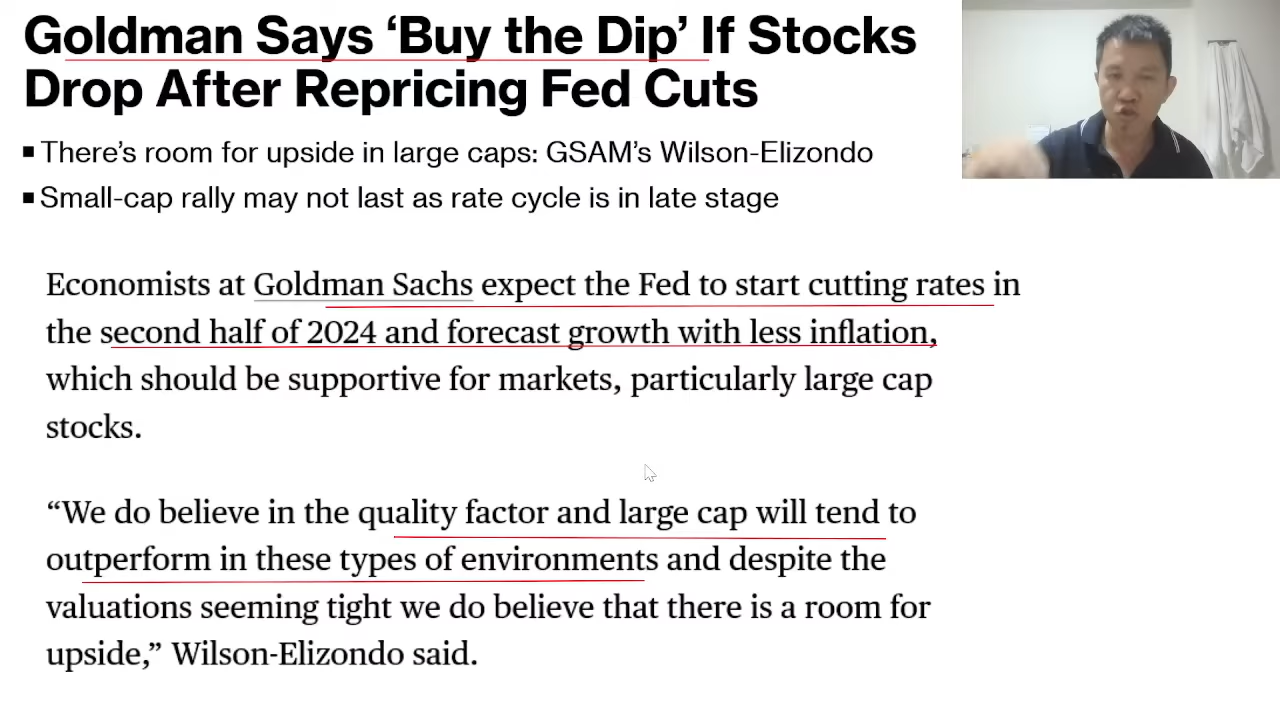 Goldman Says ‘Buy the Dip’ If Stocks
Drop After Repricing Fed Cuts
▪ There’s room for upside in large caps: GSAM’s Wilson-Elizondo
▪ Small-cap rally may not last as rate cycle is in late stage
Economists at Goldman Sachs expect the Fed to start cutting rates in
the second half of 2024 and forecast growth with less inflation,
which should be supportive for markets, particularly large cap
stocks.
“We do believe in the quality factor and large cap will tend to
outperform in these types of environments and despite the
valuations seeming tight we do believe that there is a room for
upside,” Wilson-Elizondo said.